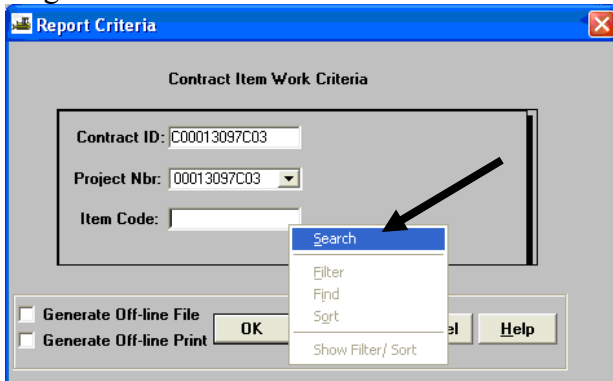 Report Criteria
Contract Item Work Criteria
Contract ID: C00013097C03
Project Nbr: 00013097C03
Item Code:
Search
Filter
Find
Sort
Show Filter/ Sort
Generate Off-line File
Generate Off-line Print
OK
el
Help